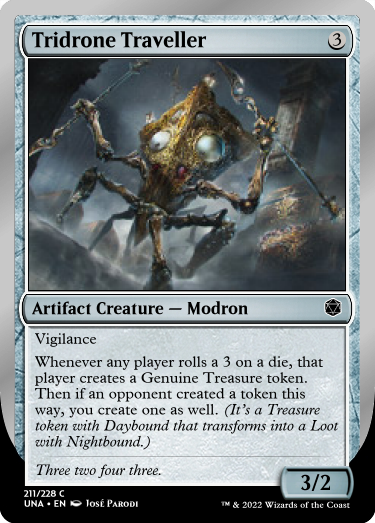 Tridrone Traveller 3
Artifact Creature — Modron
Vigilance
Whenever any player rolls a 3 on a die, that
player creates a Genuine Treasure token.
Then if an opponent created a token this
way, you create one as well. (It's a Treasure
token with Daybound that transforms into a Loot
with Nightbound.)
Three two four three.
3/2
211/228 C
UNA • EN José Parodi
™ & 2022 Wizards of the Coast